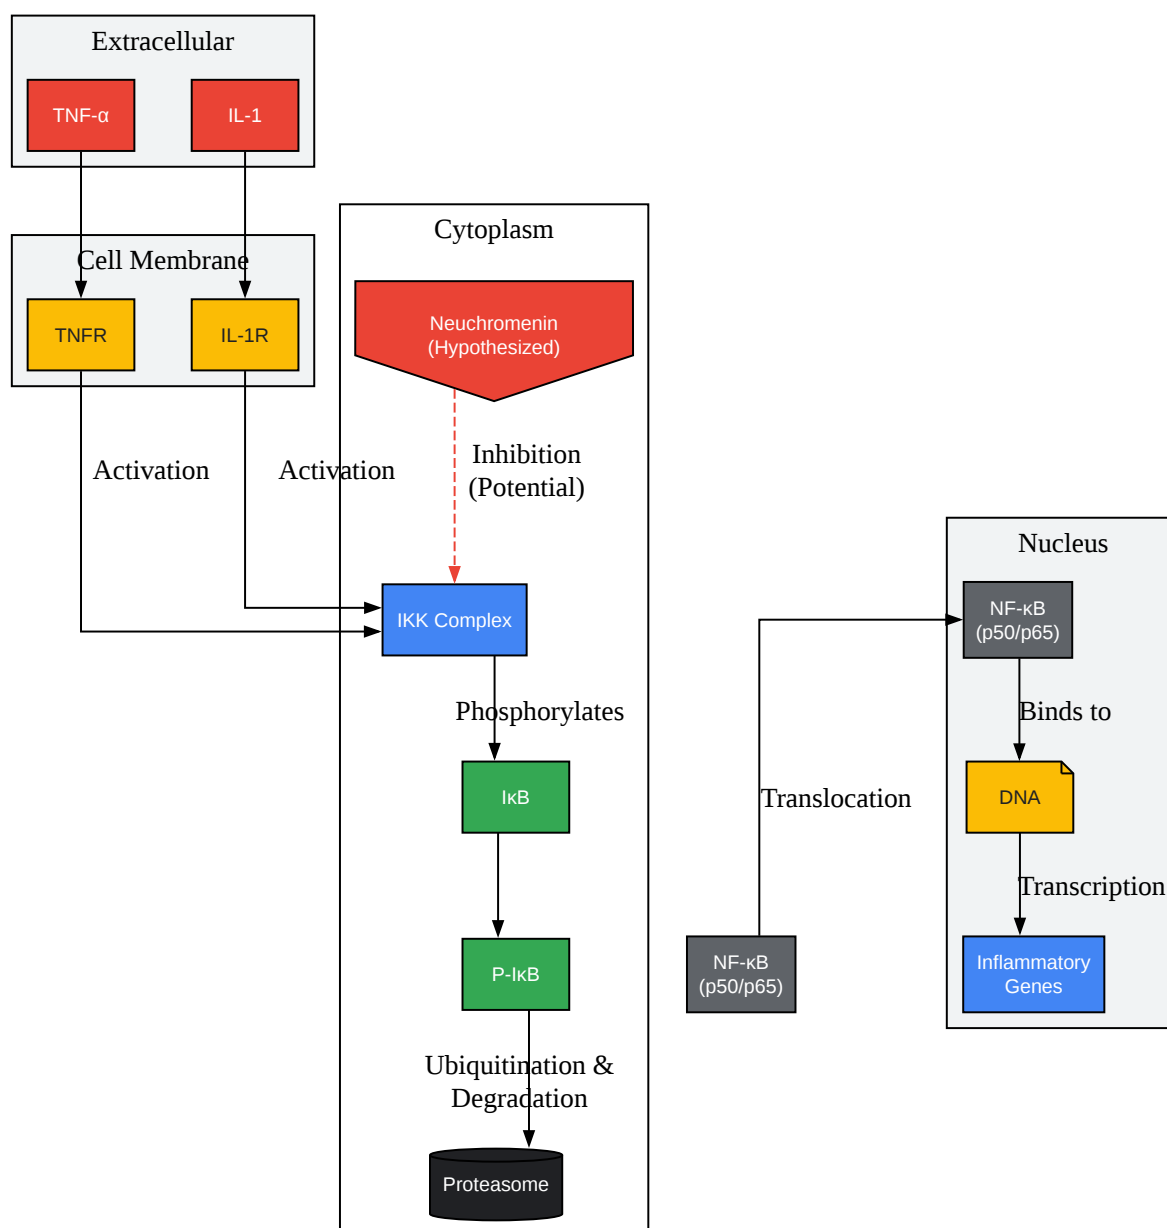 Extracellular
TNF-α
IL-1
Cell Membrane
TNFR
IL-1R
Activation
Activation
Cytoplasm
Neuchromenin
(Hypothesized)
Inhibition
(Potential)
IKK Complex
Phosphorylates
IκB
P-IκB
Ubiquitination &
Degradation
Proteasome
NF-κB
(p50/p65)
Translocation
Nucleus
NF-κB
(p50/p65)
Binds to
DNA
Transcription
Inflammatory
Genes